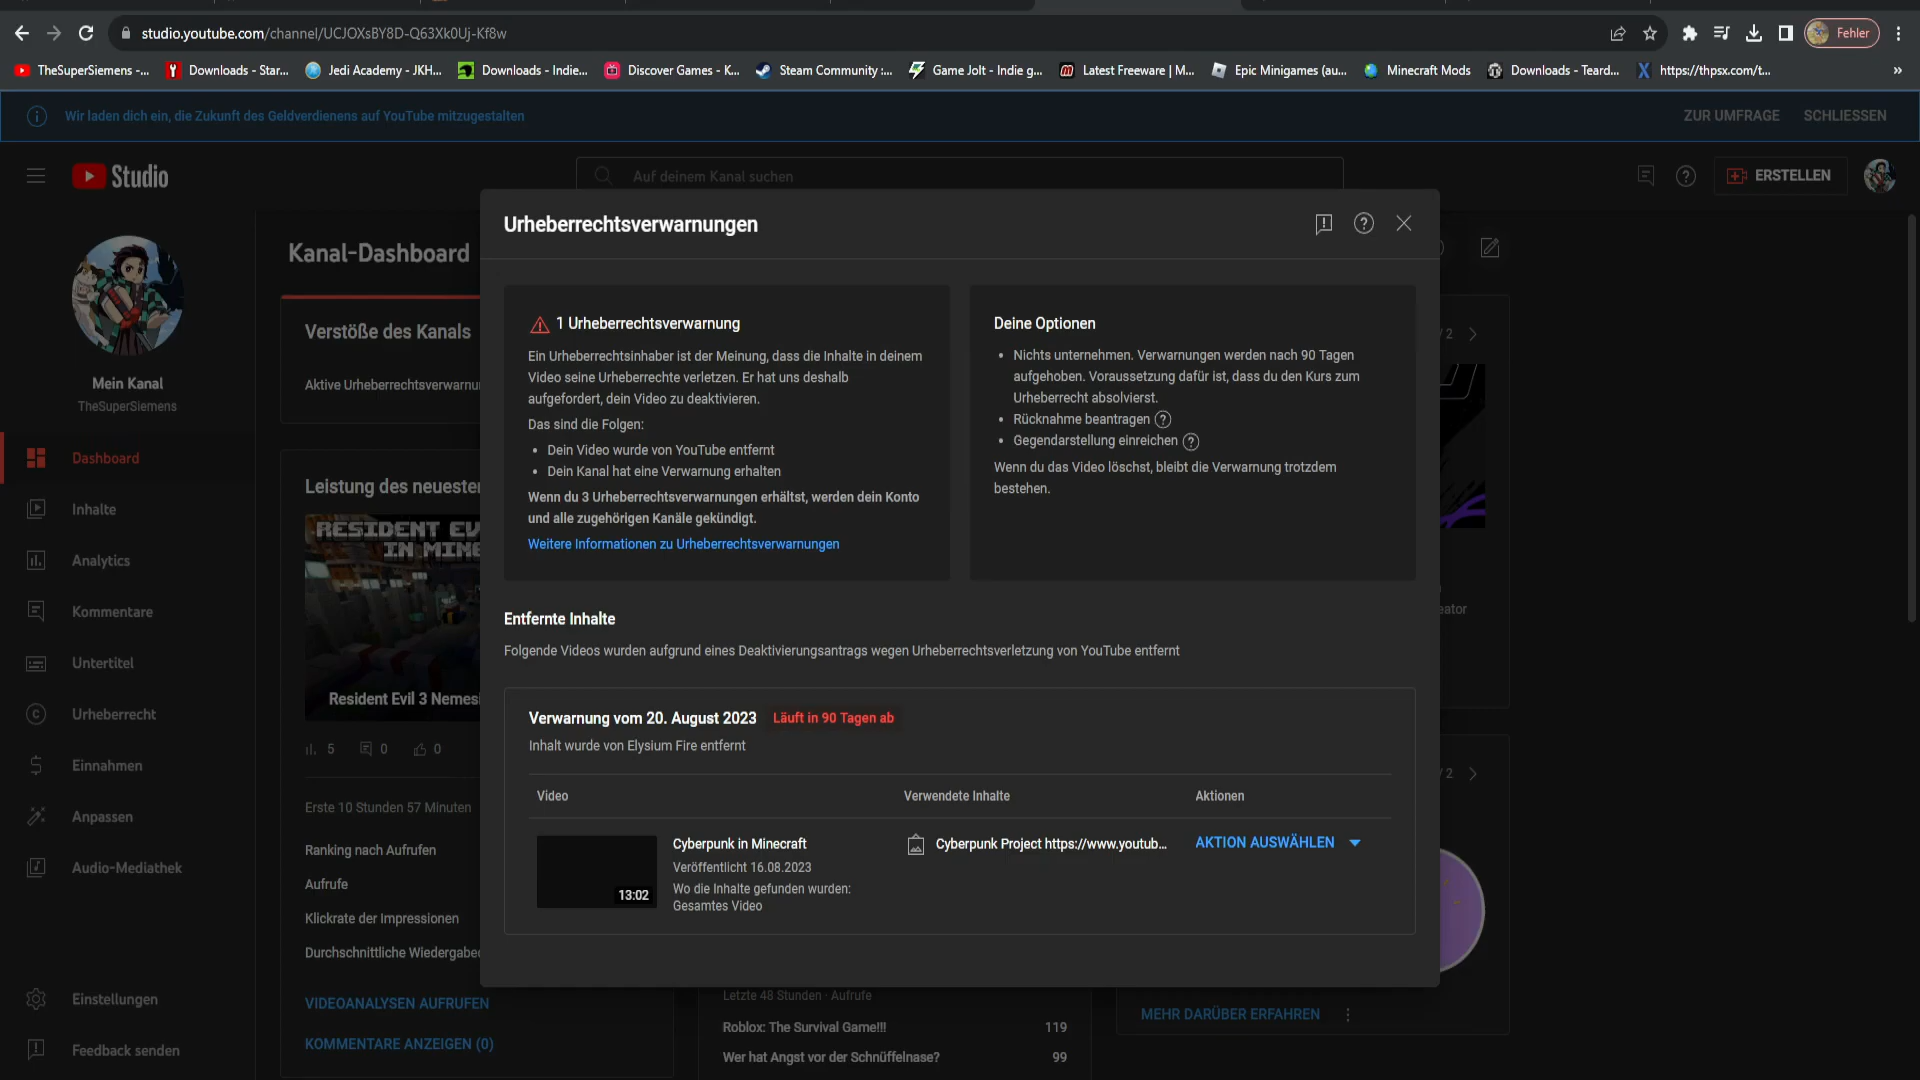 studio.youtube.com/channel/UCJOXsBY8D-Q63Xk0Uj-Kf8w
Fehler
TheSuperSiemens -...
Downloads - Star...
Jedi Academy - JKH...
Downloads - Indie...
Discover Games - K...
Steam Community :...
Game Jolt - Indie g...
Latest Freeware | M...
Epic Minigames (au...
Minecraft Mods
Downloads - Teard...
https://thpsx.com/t...
»
Wir laden dich ein, die Zukunft des Geldverdienens auf YouTube mitzugestalten
ZUR UMFRAGE
SCHLIESSEN
Studio
Auf deinem Kanal suchen
ERSTELLEN
Mein Kanal
TheSuperSiemens
Dashboard
Inhalte
Analytics
Kommentare
Untertitel
Urheberrecht
Einnahmen
Anpassen
Audio-Mediathek
Einstellungen
Feedback senden
Kanal-Dashboard
Verstöße des Kanals
Aktive Urheberrechtsverwarnu
Leistung des neuester
RESIDENT EV
IN MINE
Resident Evil 3 Nemesi
5
0
0
Erste 10 Stunden 57 Minuten
Ranking nach Aufrufen
Aufrufe
Klickrate der Impressionen
Durchschnittliche Wiedergabe
VIDEOANALYSEN AUFRUFEN
KOMMENTARE ANZEIGEN (0)
Urheberrechtsverwarnungen
1 Urheberrechtsverwarnung
Ein Urheberrechtsinhaber ist der Meinung, dass die Inhalte in deinem
Video seine Urheberrechte verletzen. Er hat uns deshalb
aufgefordert, dein Video zu deaktivieren.
Das sind die Folgen:
• Dein Video wurde von YouTube entfernt
• Dein Kanal hat eine Verwarnung erhalten
Wenn du 3 Urheberrechtsverwarnungen erhältst, werden dein Konto
und alle zugehörigen Kanäle gekündigt.
Weitere Informationen zu Urheberrechtsverwarnungen
Deine Optionen
• Nichts unternehmen. Verwarnungen werden nach 90 Tagen
aufgehoben. Voraussetzung dafür ist, dass du den Kurs zum
Urheberrecht absolvierst.
• Rücknahme beantragen
• Gegendarstellung einreichen
Wenn du das Video löschst, bleibt die Verwarnung trotzdem
bestehen.
Entfernte Inhalte
Folgende Videos wurden aufgrund eines Deaktivierungsantrags wegen Urheberrechtsverletzung von YouTube entfernt
Verwarnung vom 20. August 2023
Läuft in 90 Tagen ab
Inhalt wurde von Elysium Fire entfernt
Video
Verwendete Inhalte
Aktionen
13:02
Cyberpunk in Minecraft
Veröffentlicht 16.08.2023
Wo die Inhalte gefunden wurden:
Gesamtes Video
Cyberpunk Project https://www.youtub...
AKTION AUSWÄHLEN
Letzte 48 Stunden · Aufrufe
Roblox: The Survival Game!!!
119
Wer hat Angst vor der Schnüffelnase?
99
/ 2
eator
/ 2
MEHR DARÜBER ERFAHREN